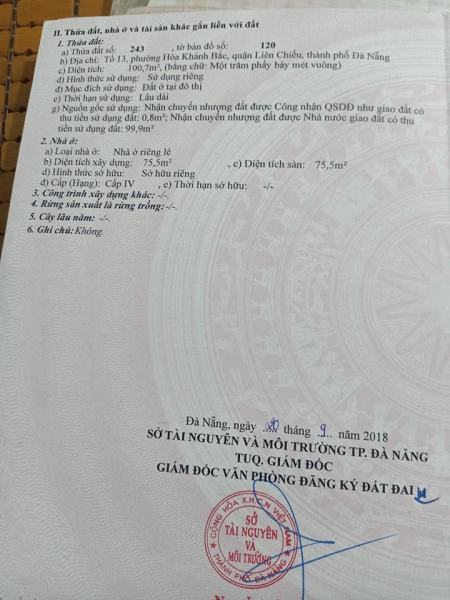 II. Thửa đất, nhà ở và tài sản khác gắn liền với đất
1. Thửa đất:
a) Thửa đất số: 243 , tờ bản đồ số: 120
b) Địa chỉ: Tổ 13, phường Hòa Khánh Bắc, quận Liên Chiểu, thành phố Đà Nẵng
c) Diện tích: 100,7m², (bằng chữ: Một trăm phẩy bảy mét vuông)
d) Hình thức sử dụng: Sử dụng riêng
đ) Mục đích sử dụng: Đất ở tại đô thị
e) Thời hạn sử dụng: Lâu dài
g) Nguồn gốc sử dụng: Nhận chuyển nhượng đất được Công nhận QSDĐ như giao đất có
thu tiền sử dụng đất: 0,8m²; Nhận chuyển nhượng đất được Nhà nước giao đất có thu
tiền sử dụng đất: 99,9m²
2. Nhà ở:
a) Loại nhà ở: Nhà ở riêng lẻ
b) Diện tích xây dựng: 75,5m² , c) Diện tích sàn: 75,5m²
d) Hình thức sở hữu: Sở hữu riêng
đ) Cấp (Hạng): Cấp IV , e) Thời hạn sở hữu: -/-
3. Công trình xây dựng khác: -/-
4. Rừng sản xuất là rừng trồng:-/-.
5. Cây lâu năm: -/-
6. Ghi chú: Không.
Đà Nẵng, ngày tháng 9 năm 2018
SỞ TÀI NGUYÊN VÀ MÔI TRƯỜNG TP. ĐÀ NẴNG
TUQ. GIÁM ĐỐC
GIÁM ĐỐC VĂN PHÒNG ĐĂNG KÝ ĐẤT ĐAI
CỘNG HÒA X.H.C.N VIỆT NAM
SỞ
TÀI NGUYÊN
VÀ
MÔI TRƯỜNG
THÀNH PHỐ ĐÀ NẴNG